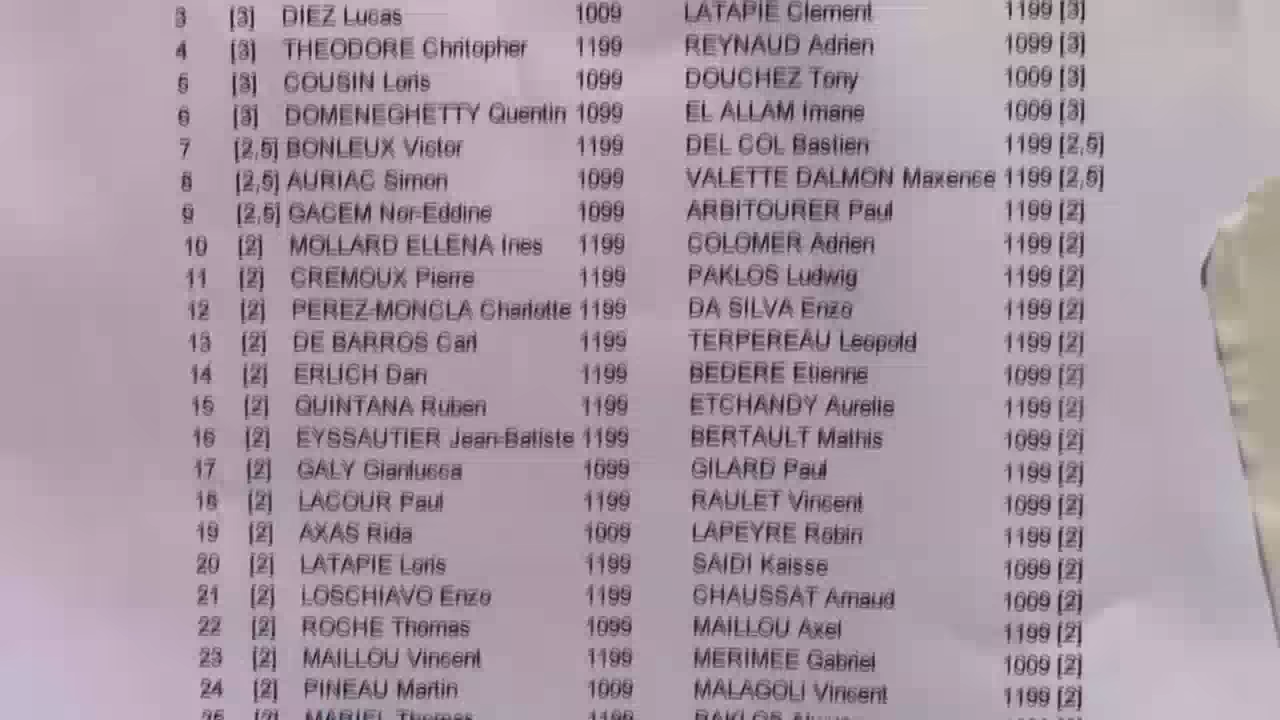 3 [3] DIEZ Lucas 1009 LATAPIE Clement 1199 [3]
4 [3] THEODORE Chritopher 1199 REYNAUD Adrien 1099 [3]
5 [3] COUSIN Loris 1099 DOUCHEZ Tony 1009 [3]
6 [3] DOMENEGHETTY Quentin 1099 EL ALLAM Imane 1009 [3]
7 [2,5] BONLEUX Victor 1199 DEL COL Bastien 1199 [2,5]
8 [2,5] AURIAC Simon 1099 VALETTE DALMON Maxence 1199 [2,5]
9 [2,5] GACEM Nor-Eddine 1099 ARBITOURER Paul 1199 [2]
10 [2] MOLLARD ELLENA Ines 1199 COLOMER Adrien 1199 [2]
11 [2] CREMOUX Pierre 1199 PAKLOS Ludwig 1199 [2]
12 [2] PEREZ-MONCLA Charlotte 1199 DA SILVA Enzo 1199 [2]
13 [2] DE BARROS Carl 1199 TERPEREAU Leopold 1199 [2]
14 [2] ERLICH Dan 1199 BEDERE Etienne 1099 [2]
15 [2] QUINTANA Ruben 1199 ETCHANDY Aurelie 1199 [2]
16 [2] EYSSAUTIER Jean-Batiste 1199 BERTAULT Mathis 1099 [2]
17 [2] GALY Gianlussa 1099 GILARD Paul 1199 [2]
18 [2] LACOUR Paul 1199 RAULET Vincent 1099 [2]
19 [2] AXAS Rida 1009 LAPEYRE Robin 1199 [2]
20 [2] LATAPIE Loris 1199 SAIDI Kaisse 1099 [2]
21 [2] LOSCHIAVO Enzo 1199 CHAUSSAT Arnaud 1009 [2]
22 [2] ROCHE Thomas 1099 MAILLOU Axel 1199 [2]
23 [2] MAILLOU Vincent 1199 MERIMEE Gabriel 1009 [2]
24 [2] PINEAU Martin 1009 MALAGOLI Vincent 1199 [2]
25 [2] MARIEL Thomas 1199 PAKLOS